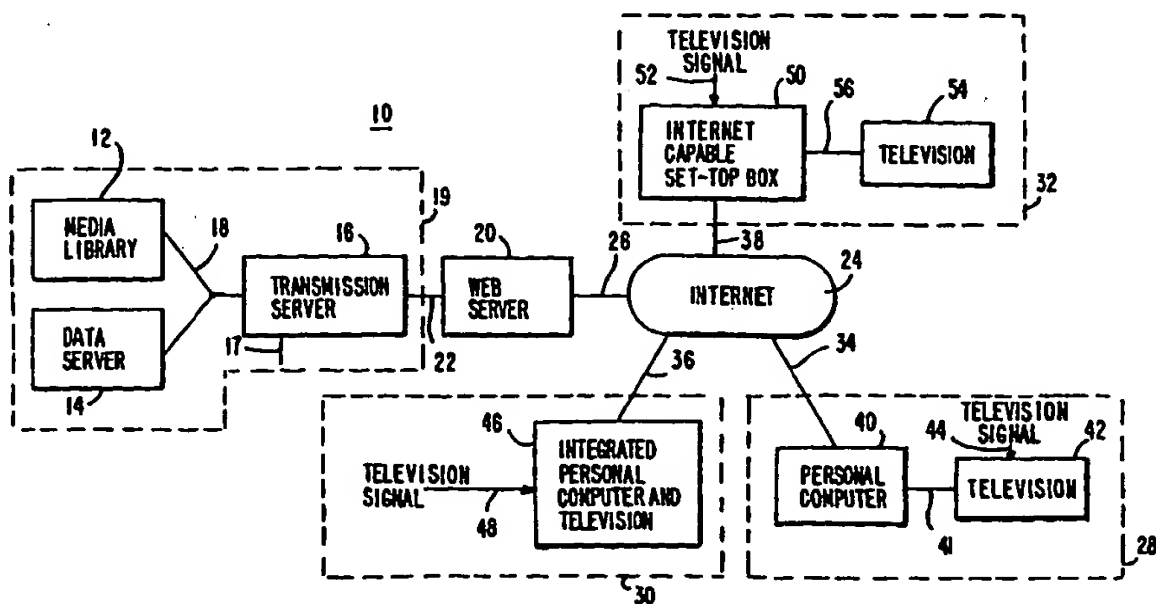 10
12
MEDIA
LIBRARY
18
DATA
SERVER
14
16
TRANSMISSION
SERVER
17
19
20
WEB
SERVER
22
26
INTERNET
24
TELEVISION
SIGNAL
52
50
INTERNET
CAPABLE
SET-TOP BOX
56
54
TELEVISION
32
38
36
34
46
TELEVISION
SIGNAL
48
INTEGRATED
PERSONAL
COMPUTER AND
TELEVISION
30
40
PERSONAL
COMPUTER
41
TELEVISION
SIGNAL
44
42
TELEVISION
28